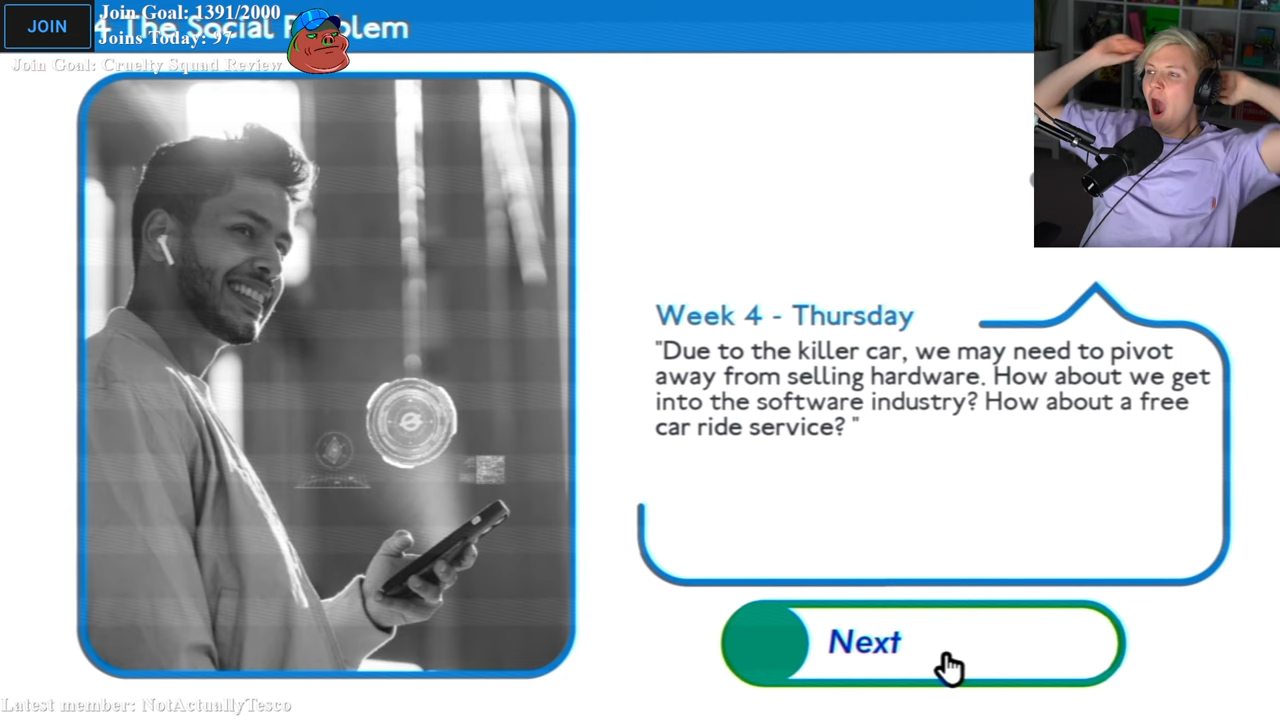 JOIN
Join Goal: 1391/2000
Joins Today: 97
4 The Social Problem
Join Goal: Cruelty Squad Review
Week 4 - Thursday
"Due to the killer car, we may need to pivot
away from selling hardware. How about we get
into the software industry? How about a free
car ride service? "
Next
Latest member: NotActuallyTesco